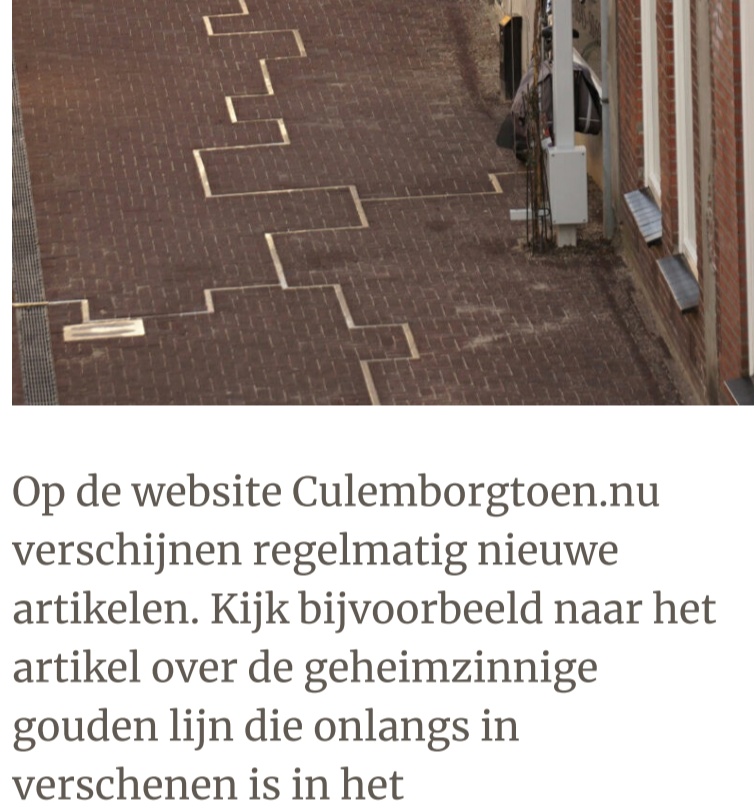 Op de website Culemborgtoen.nu
verschijnen regelmatig nieuwe
artikelen. Kijk bijvoorbeeld naar het
artikel over de geheimzinnige
gouden lijn die onlangs in
verschenen is in het